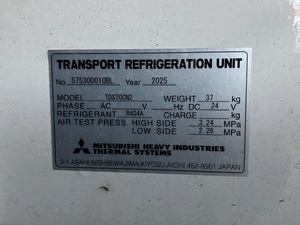 TRANSPORT REFRIGERATION UNIT
No 575300010BL Year 2025
MODEL TDS70CN2 WEIGHT 37 kg
PHASE AC V Hz DC 24 V
REFRIGERANT R404A CHARGE kg
AIR TEST PRESS. HIGH SIDE 3.24 MPa
LOW SIDE 2.26 MPa
MITSUBISHI HEAVY INDUSTRIES
THERMAL SYSTEMS
3-1,ASAHI,NISHIBIWAJIMA,KIYOSU,AICHI,452-8561 JAPAN